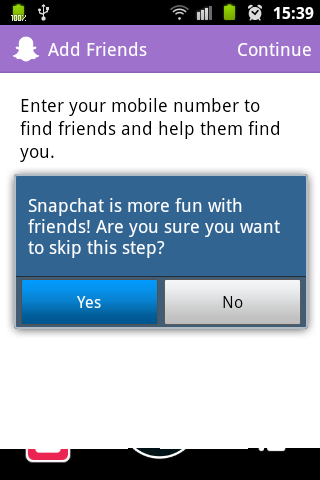 100%
15:39
Add Friends
Continue
Enter your mobile number to
find friends and help them find
you.
Snapchat is more fun with
friends! Are you sure you want
to skip this step?
Yes
No